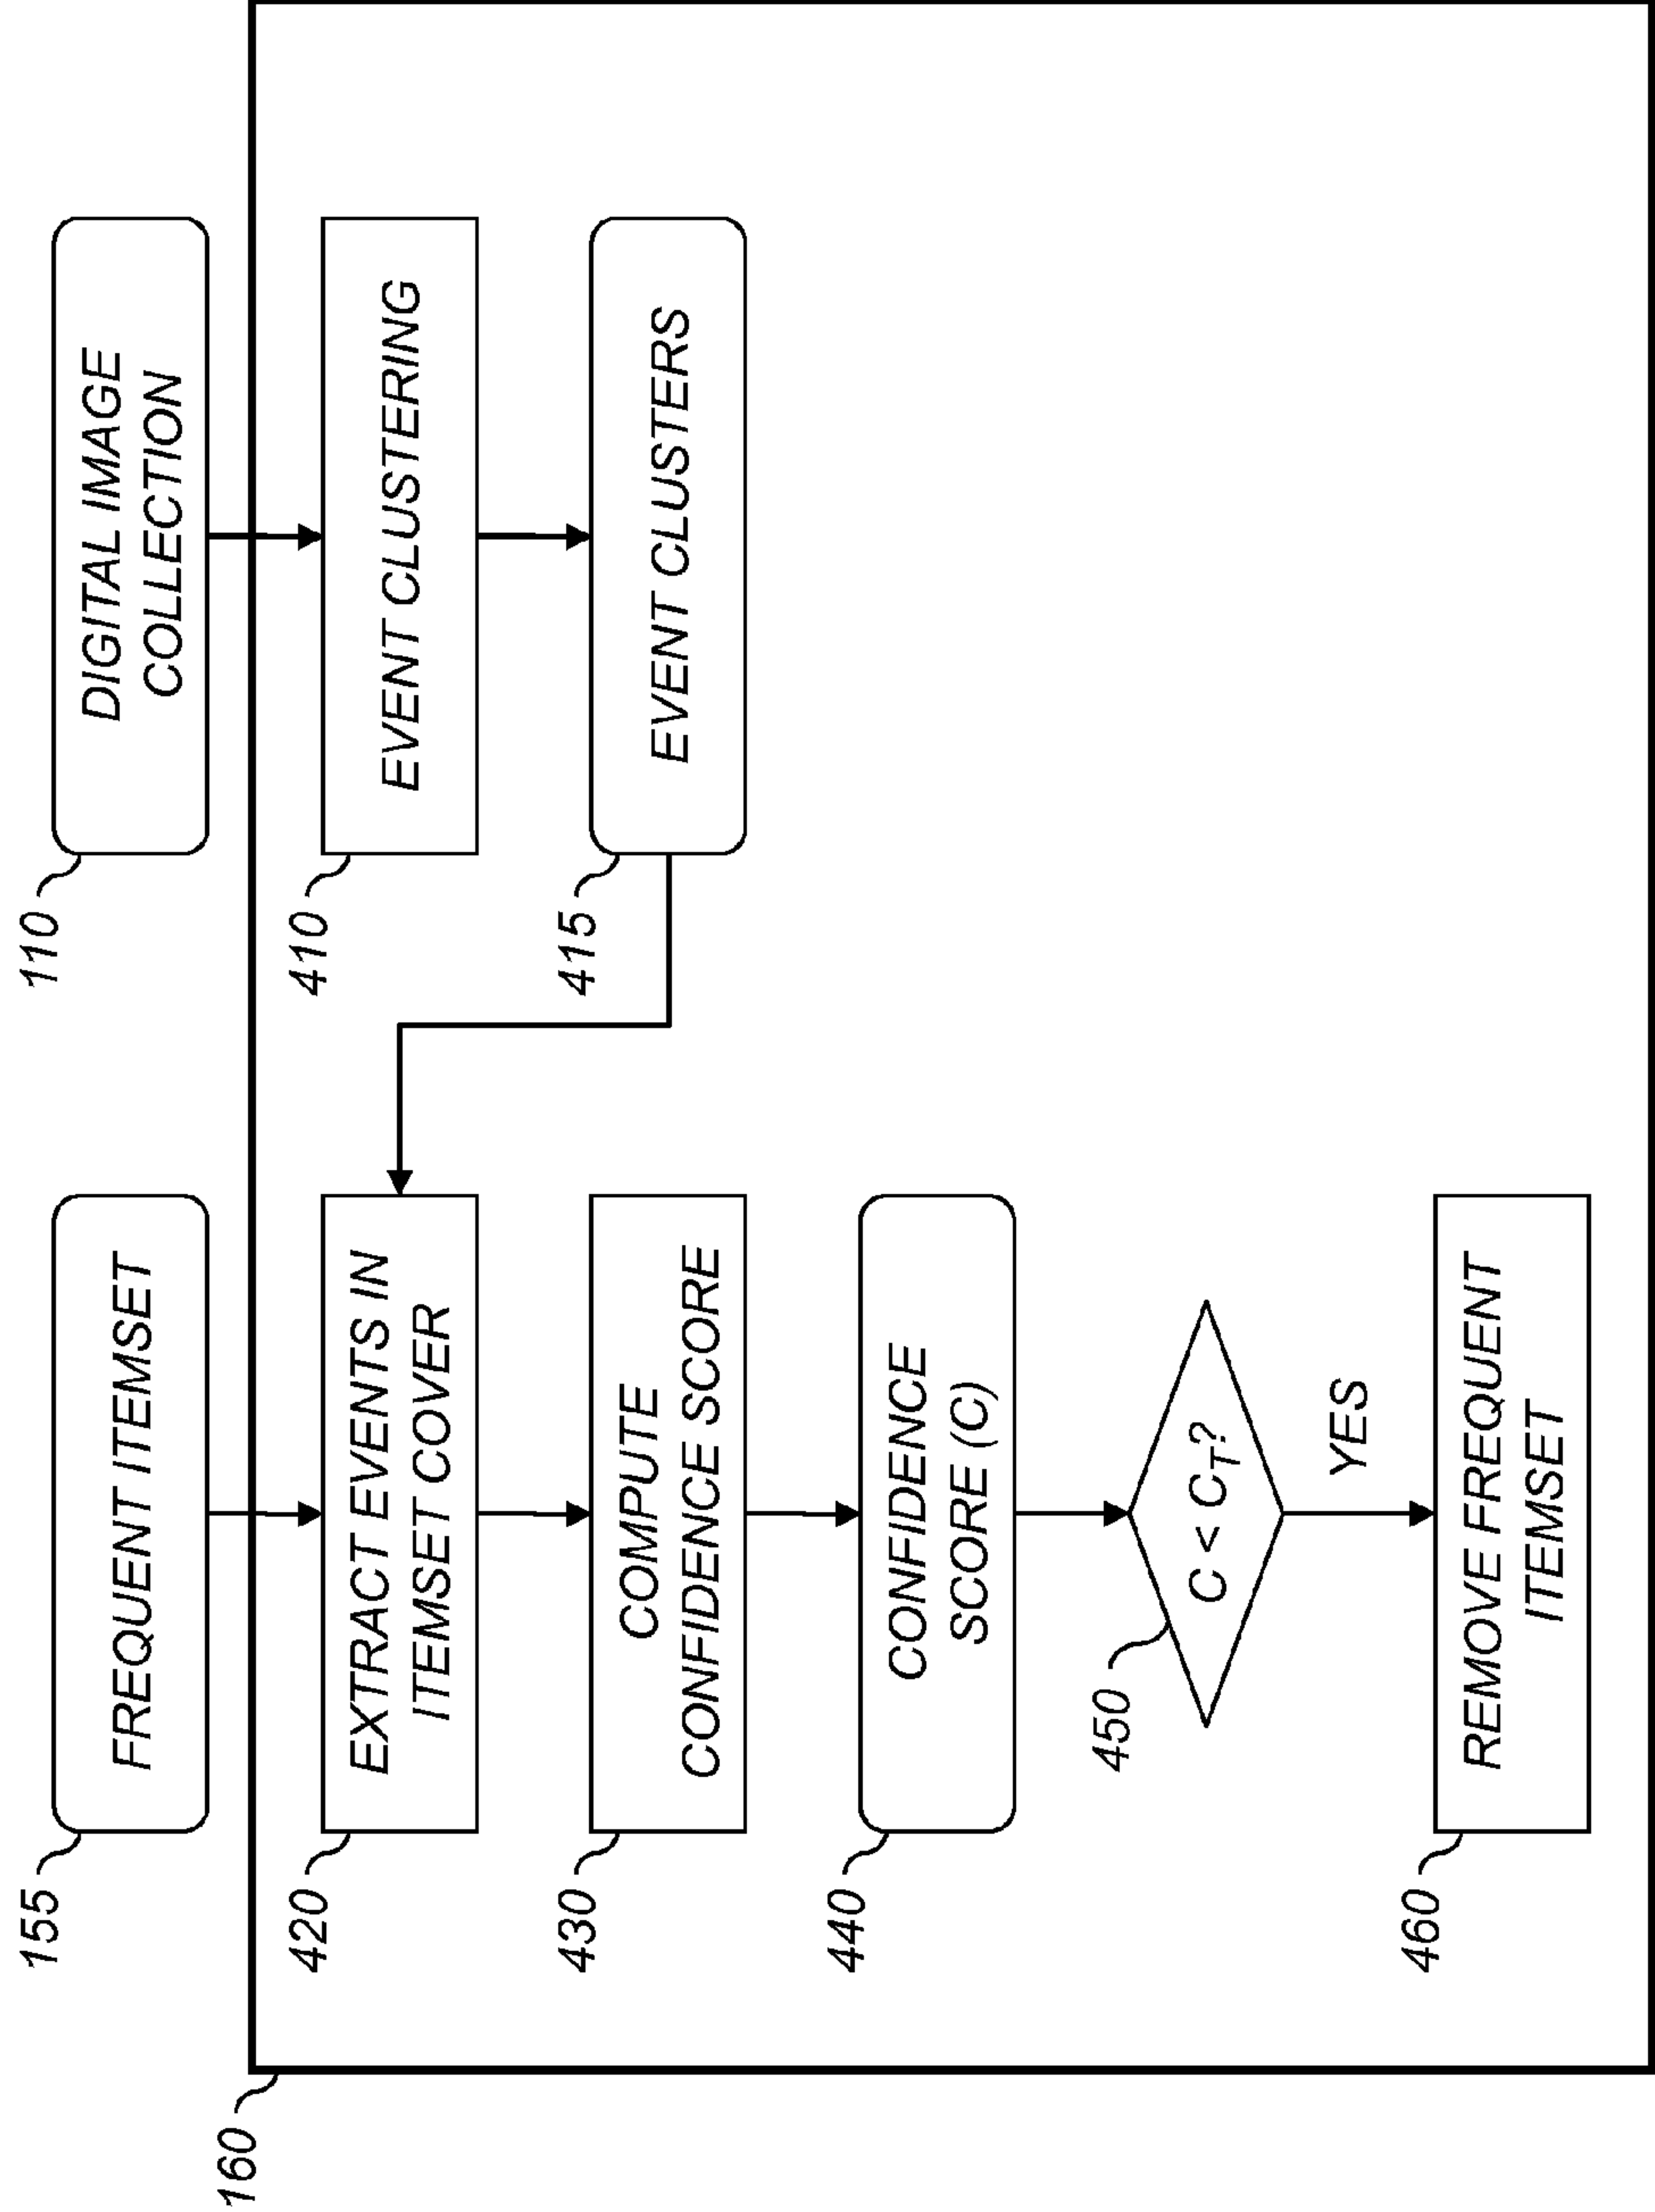 155
FREQUENT ITEMSET
110
DIGITAL IMAGE
COLLECTION
160
420
EXTRACT EVENTS IN
ITEMSET COVER
410
EVENT CLUSTERING
430
COMPUTE
CONFIDENCE SCORE
415
EVENT CLUSTERS
440
CONFIDENCE
SCORE (C)
450
C < C_T?
YES
460
REMOVE FREQUENT
ITEMSET